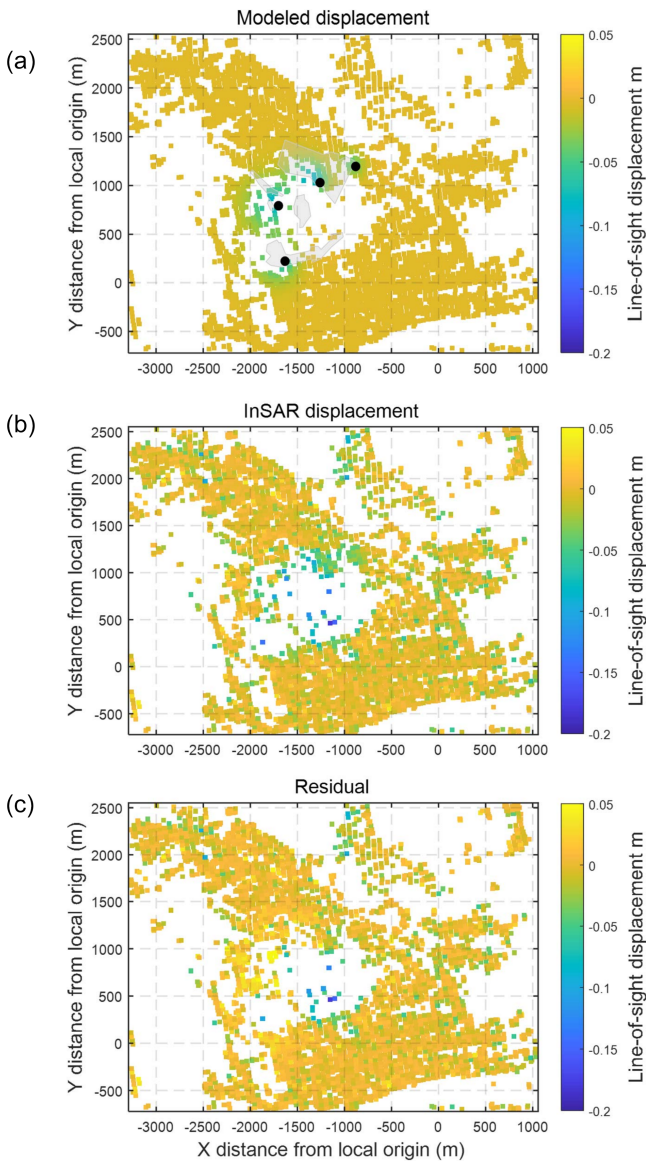 Modeled displacement
(a)
2500
2000
1500
1000
500
0
-500
Y distance from local origin (m)
-3000 -2500 -2000 -1500 -1000 -500 0 500 1000
0.05
0
-0.05
-0.1
-0.15
-0.2
Line-of-sight displacement m
InSAR displacement
(b)
2500
2000
1500
1000
500
0
-500
Y distance from local origin (m)
-3000 -2500 -2000 -1500 -1000 -500 0 500 1000
0.05
0
-0.05
-0.1
-0.15
-0.2
Line-of-sight displacement m
Residual
(c)
2500
2000
1500
1000
500
0
-500
Y distance from local origin (m)
-3000 -2500 -2000 -1500 -1000 -500 0 500 1000
X distance from local origin (m)
0.05
0
-0.05
-0.1
-0.15
-0.2
Line-of-sight displacement m